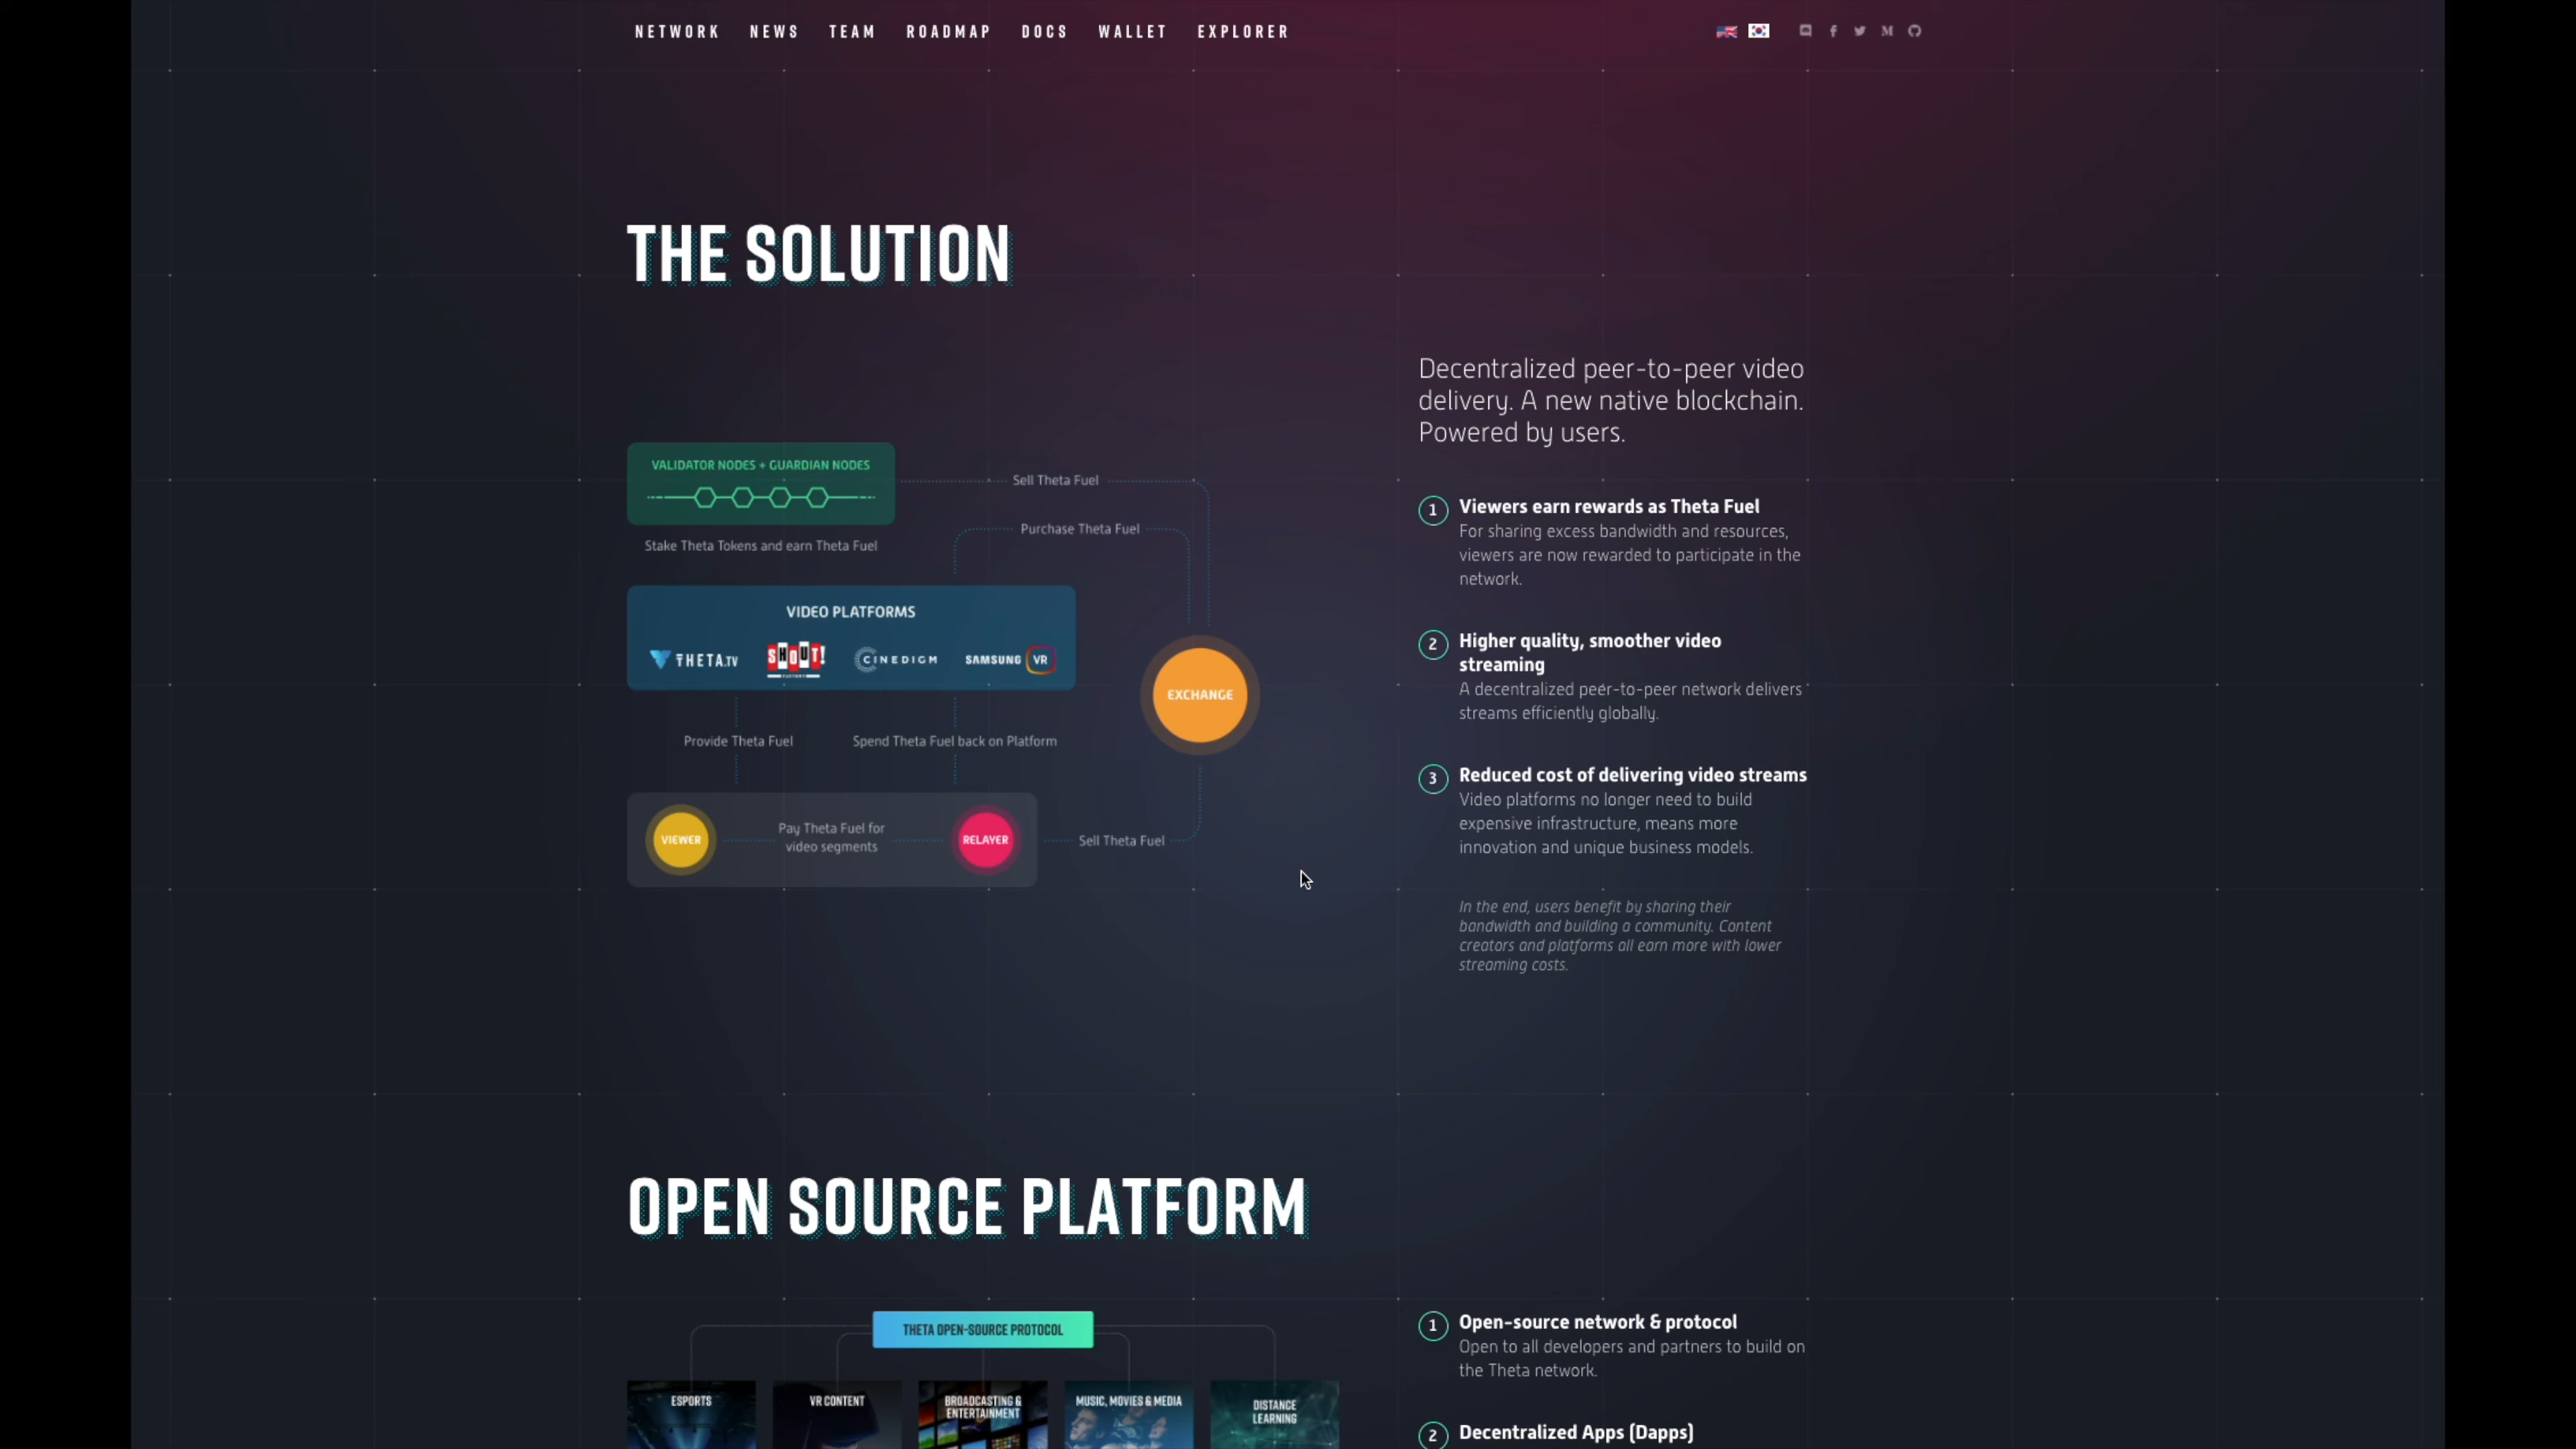 NETWORK NEWS TEAM ROADMAP DOCS WALLET EXPLORER
THE SOLUTION
VALIDATOR NODES + GUARDIAN NODES
Stake Theta Tokens and earn Theta Fuel
Sell Theta Fuel
Purchase Theta Fuel
VIDEO PLATFORMS
THETA.TV SHOUT! FACTORY CINEDIGM SAMSUNG VR
EXCHANGE
Provide Theta Fuel
Spend Theta Fuel back on Platform
VIEWER
Pay Theta Fuel for
video segments
RELAYER
Sell Theta Fuel
Decentralized peer-to-peer video
delivery. A new native blockchain.
Powered by users.
1 Viewers earn rewards as Theta Fuel
For sharing excess bandwidth and resources,
viewers are now rewarded to participate in the
network.
2 Higher quality, smoother video
streaming
A decentralized peer-to-peer network delivers
streams efficiently globally.
3 Reduced cost of delivering video streams
Video platforms no longer need to build
expensive infrastructure, means more
innovation and unique business models.
In the end, users benefit by sharing their
bandwidth and building a community. Content
creators and platforms all earn more with lower
streaming costs.
OPEN SOURCE PLATFORM
THETA OPEN-SOURCE PROTOCOL
ESPORTS
VR CONTENT
BROADCASTING &
ENTERTAINMENT
MUSIC, MOVIES & MEDIA
DISTANCE
LEARNING
1 Open-source network & protocol
Open to all developers and partners to build on
the Theta network.
2 Decentralized Apps (Dapps)